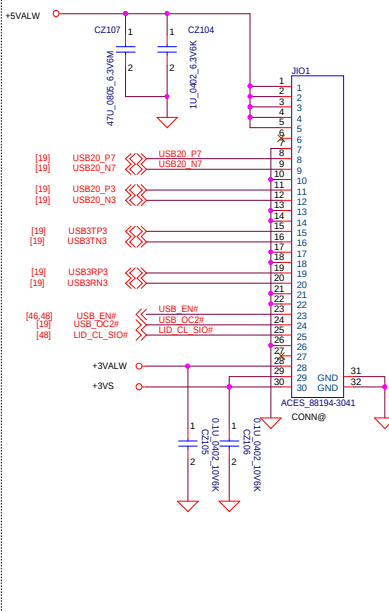 +5VALW
CZ107
1
2
47U_0805_6.3V6M
CZ104
1
2
1U_0402_6.3V6K
JIO1
1 1
2 2
3 3
4 4
5 5
6 6
7 7
[19] USB20_P7 USB20_P7 8 8
[19] USB20_N7 USB20_N7 9 9
10 10
[19] USB20_P3 11 11
[19] USB20_N3 12 12
13 13
14 14
[19] USB3TP3 15 15
[19] USB3TN3 16 16
17 17
18 18
[19] USB3RP3 19 19
[19] USB3RN3 20 20
21 21
22 22
[46,48] USB_EN# USB_EN# 23 23
[19] USB_OC2# USB_OC2# 24 24
[48] LID_CL_SIO# LID_CL_SIO# 25 25
26 26
27 27
+3VALW 28 28
29 29 GND 31
+3VS 30 30 GND 32
ACES_88194-3041
CONN@
1
2
CZ105
0.1U_0402_10V6K
1
2
CZ106
0.1U_0402_10V6K